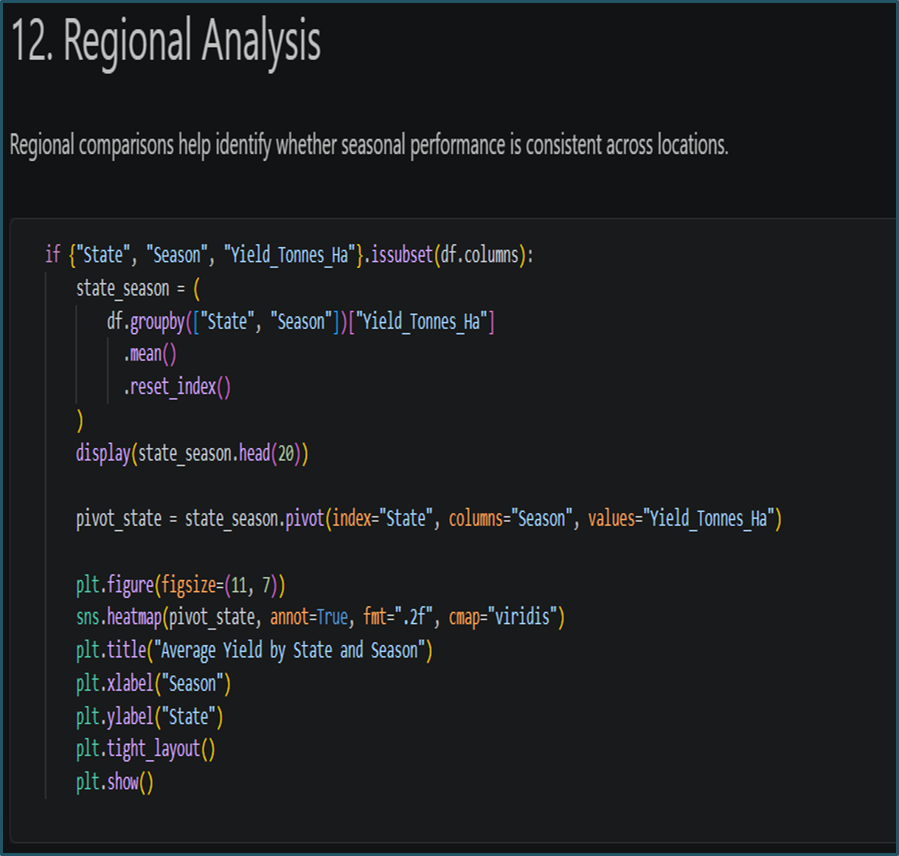 12. Regional Analysis
Regional comparisons help identify whether seasonal performance is consistent across locations.
if {"State", "Season", "Yield_Tonnes_Ha"}.issubset(df.columns):
    state_season = (
        df.groupby(["State", "Season"])["Yield_Tonnes_Ha"]
          .mean()
          .reset_index()
    )
    display(state_season.head(20))
    pivot_state = state_season.pivot(index="State", columns="Season", values="Yield_Tonnes_Ha")
    plt.figure(figsize=(11, 7))
    sns.heatmap(pivot_state, annot=True, fmt=".2f", cmap="viridis")
    plt.title("Average Yield by State and Season")
    plt.xlabel("Season")
    plt.ylabel("State")
    plt.tight_layout()
    plt.show()